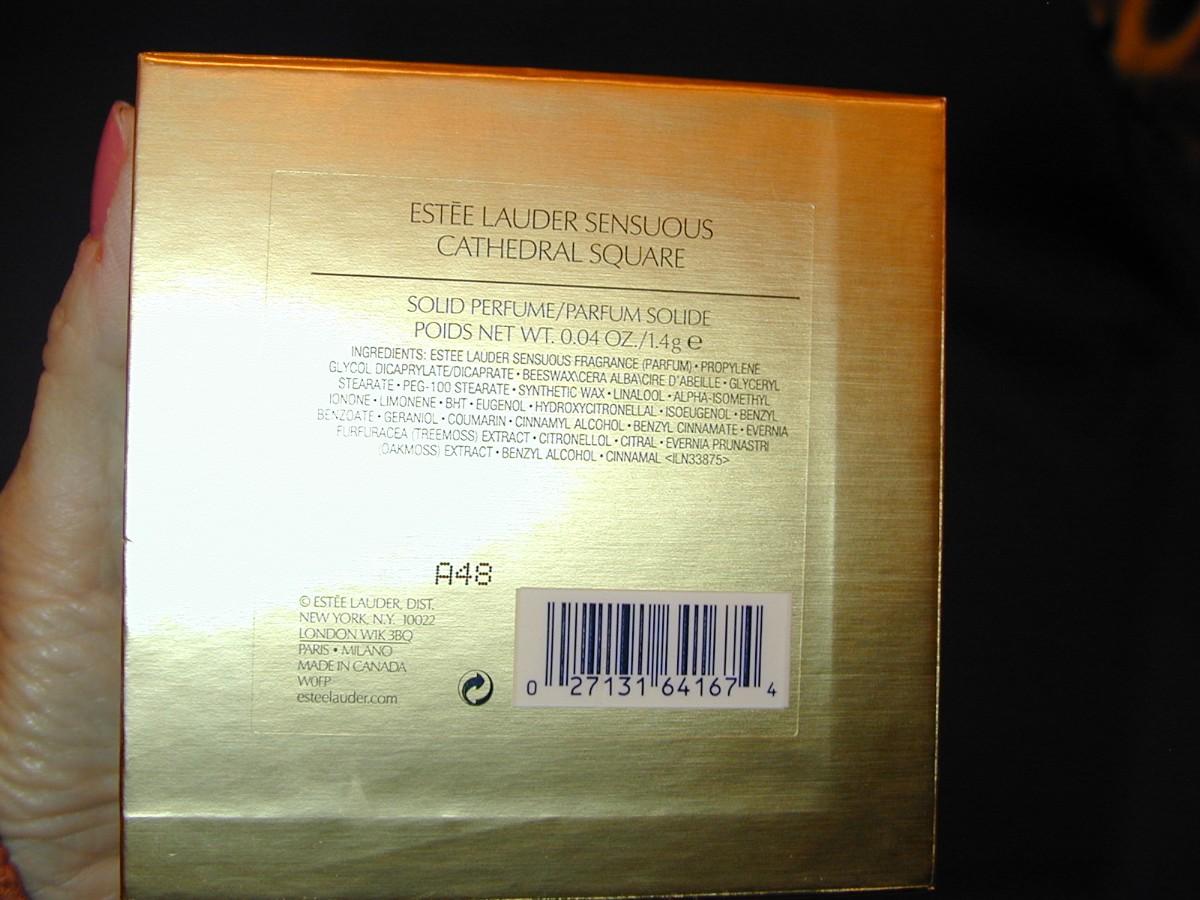 ESTĒE LAUDER SENSUOUS
CATHEDRAL SQUARE
SOLID PERFUME/PARFUM SOLIDE
POIDS NET WT. 0.04 OZ./1.4g ℮
INGREDIENTS: ESTEE LAUDER SENSUOUS FRAGRANCE (PARFUM) • PROPYLENE
GLYCOL DICAPRYLATE/DICAPRATE • BEESWAX\CERA ALBA\CIRE D'ABEILLE • GLYCERYL
STEARATE • PEG-100 STEARATE • SYNTHETIC WAX • LINALOOL • ALPHA-ISOMETHYL
IONONE • LIMONENE • BHT • EUGENOL • HYDROXYCITRONELLAL • ISOEUGENOL • BENZYL
BENZOATE • GERANIOL • COUMARIN • CINNAMYL ALCOHOL • BENZYL CINNAMATE • EVERNIA
FURFURACEA (TREEMOSS) EXTRACT • CITRONELLOL • CITRAL • EVERNIA PRUNASTRI
(OAKMOSS) EXTRACT • BENZYL ALCOHOL • CINNAMAL <ILN33875>
A48
© ESTĒE LAUDER, DIST.
NEW YORK, N.Y. 10022
LONDON W1K 3BQ
PARIS • MILANO
MADE IN CANADA
W0FP
esteelauder.com
0 27131 64167 4